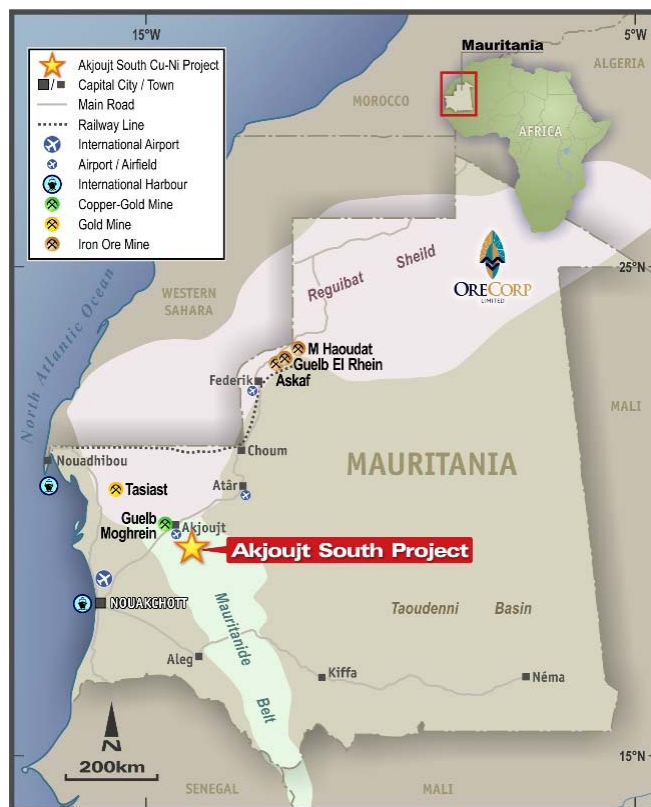 15°W
5°W
Akjoujt South Cu-Ni Project
/ Capital City / Town
Main Road
Railway Line
International Airport
Airport / Airfield
International Harbour
Copper-Gold Mine
Gold Mine
Iron Ore Mine
Mauritania
ALGERIA
MOROCCO
AFRICA
25°N
Reguibat Sheild
ORECORP
LIMITED
WESTERN
SAHARA
North Atlantic Ocean
M Haoudat
Guelb El Rhein
Askaf
Federik
MALI
Choum
MAURITANIA
Nouadhibou
Atâr
Tasiast
Guelb
Moghrein
Akjoujt
Akjoujt South Project
NOUAKCHOTT
Mauritanide
Belt
Taoudenni Basin
Aleg
Kiffa
Néma
N
200km
15°N
SENEGAL
MALI